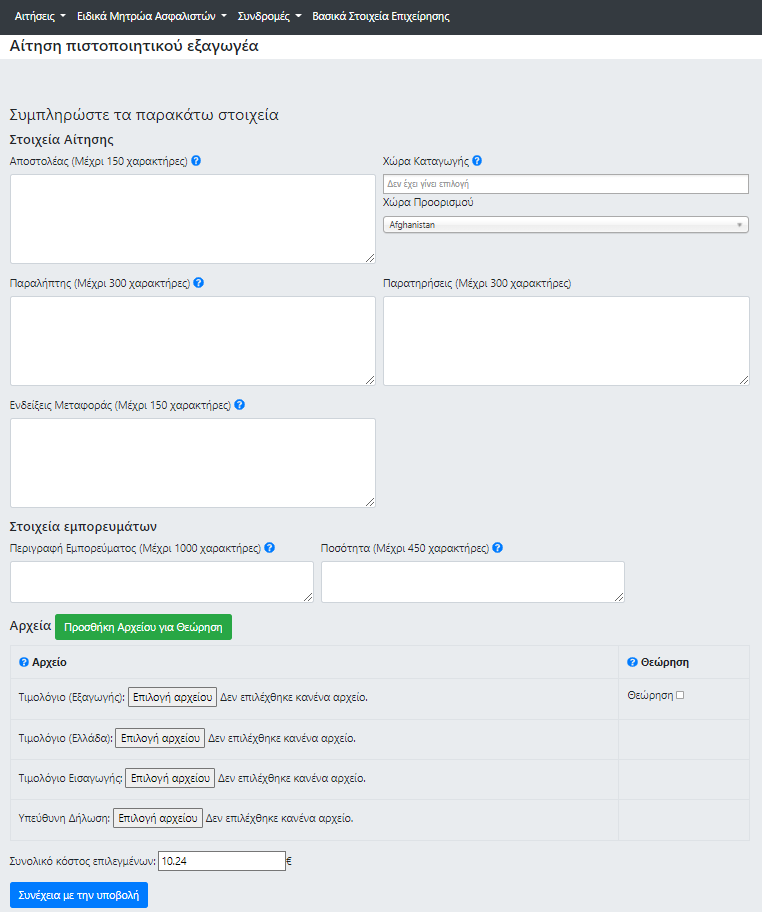 Αιτήσεις Ειδικά Μητρώα Ασφαλιστών Συνδρομές Βασικά Στοιχεία Επιχείρησης
Αίτηση πιστοποιητικού εξαγωγέα
Συμπληρώστε τα παρακάτω στοιχεία
Στοιχεία Αίτησης
Αποστολέας (Μέχρι 150 χαρακτήρες) ?
Χώρα Καταγωγής ?
Δεν έχει γίνει επιλογή
Χώρα Προορισμού
Afghanistan
Παραλήπτης (Μέχρι 300 χαρακτήρες) ?
Παρατηρήσεις (Μέχρι 300 χαρακτήρες)
Ενδείξεις Μεταφοράς (Μέχρι 150 χαρακτήρες) ?
Στοιχεία εμπορευμάτων
Περιγραφή Εμπορεύματος (Μέχρι 1000 χαρακτήρες) ?
Ποσότητα (Μέχρι 450 χαρακτήρες) ?
Αρχεία Προσθήκη Αρχείου για Θεώρηση
? Αρχείο ? Θεώρηση
Τιμολόγιο (Εξαγωγής): Επιλογή αρχείου Δεν επιλέχθηκε κανένα αρχείο. Θεώρηση
Τιμολόγιο (Ελλάδα): Επιλογή αρχείου Δεν επιλέχθηκε κανένα αρχείο.
Τιμολόγιο Εισαγωγής: Επιλογή αρχείου Δεν επιλέχθηκε κανένα αρχείο.
Υπεύθυνη Δήλωση: Επιλογή αρχείου Δεν επιλέχθηκε κανένα αρχείο.
Συνολικό κόστος επιλεγμένων: 10.24 €
Συνέχεια με την υποβολή